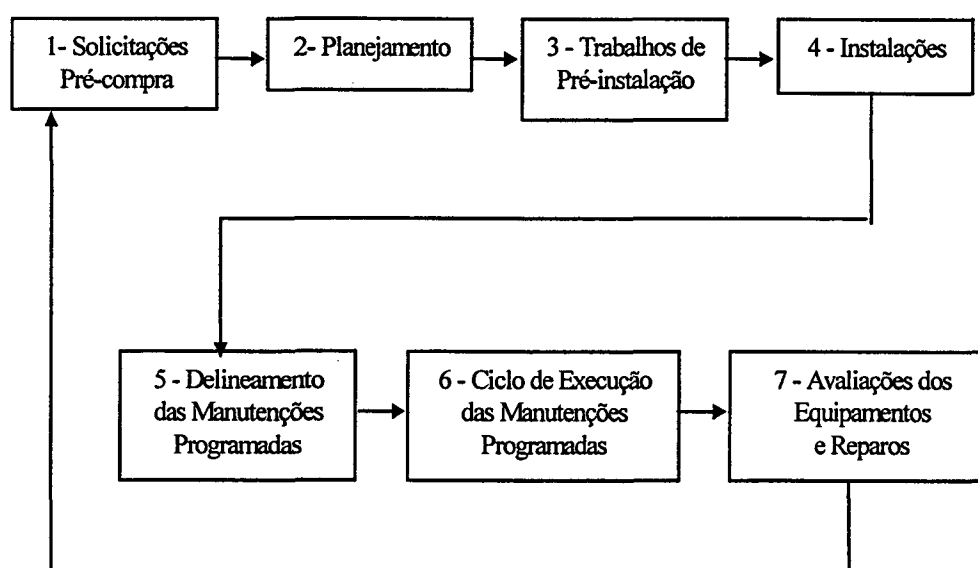 1- Solicitações
Pré-compra
2- Planejamento
3 - Trabalhos de
Pré-instalação
4 - Instalações
5 - Delineamento
das Manutenções
Programadas
6 - Ciclo de Execução
das Manutenções
Programadas
7 - Avaliações dos
Equipamentos
e Reparos